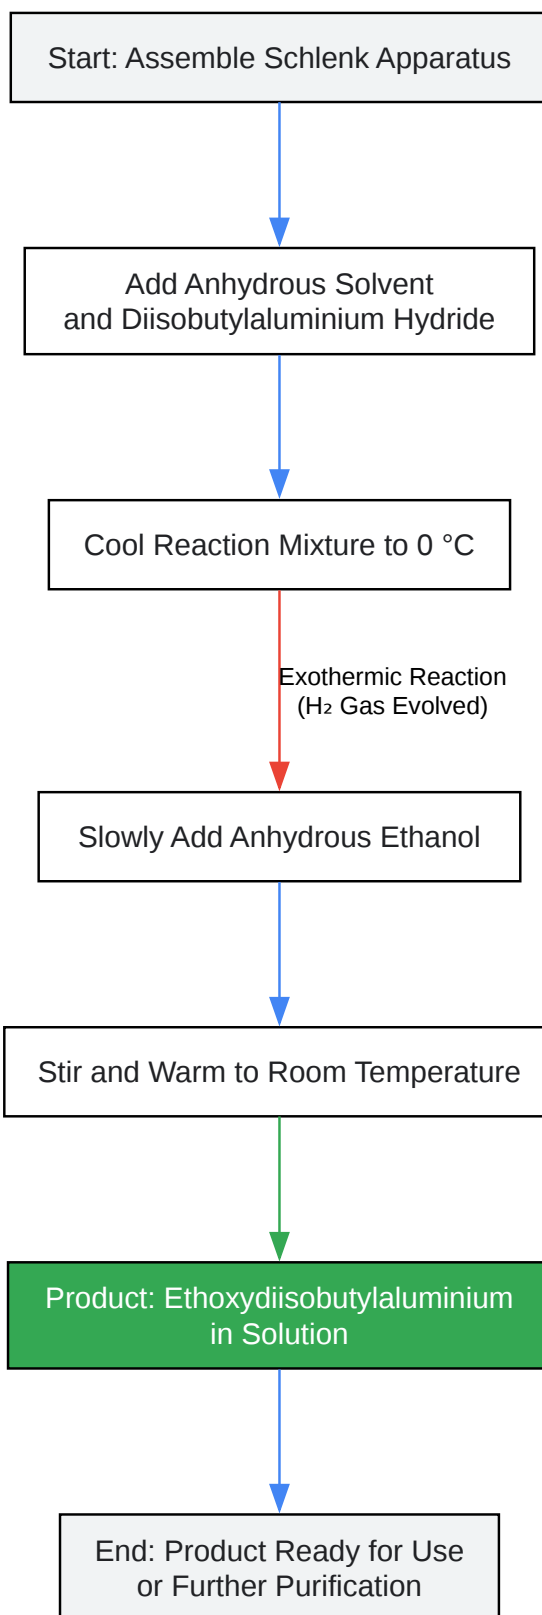 Start: Assemble Schlenk Apparatus
Add Anhydrous Solvent
and Diisobutylaluminium Hydride
Cool Reaction Mixture to 0 °C
Exothermic Reaction
(H₂ Gas Evolved)
Slowly Add Anhydrous Ethanol
Stir and Warm to Room Temperature
Product: Ethoxydiisobutylaluminium
in Solution
End: Product Ready for Use
or Further Purification